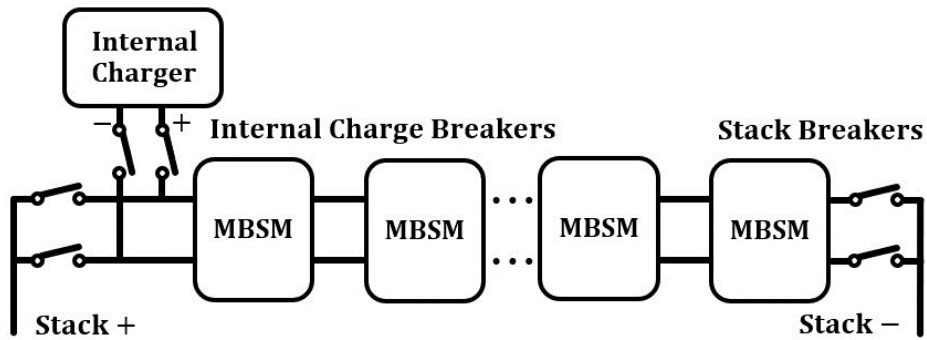 Internal
Charger
− +
Internal Charge Breakers
Stack Breakers
MBSM
MBSM
...
MBSM
MBSM
...
Stack +
Stack −